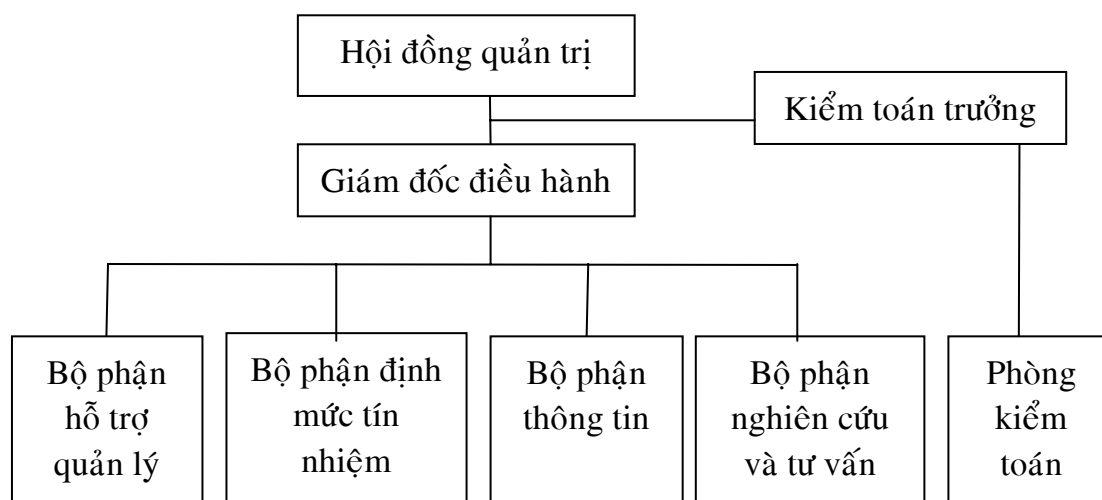 Hội đồng quản trị
Kiểm toán trưởng
Giám đốc điều hành
Bộ phận
hỗ trợ
quản lý
Bộ phận định
mức tín
nhiệm
Bộ phận
thông tin
Bộ phận
nghiên cứu
và tư vấn
Phòng
kiểm
toán